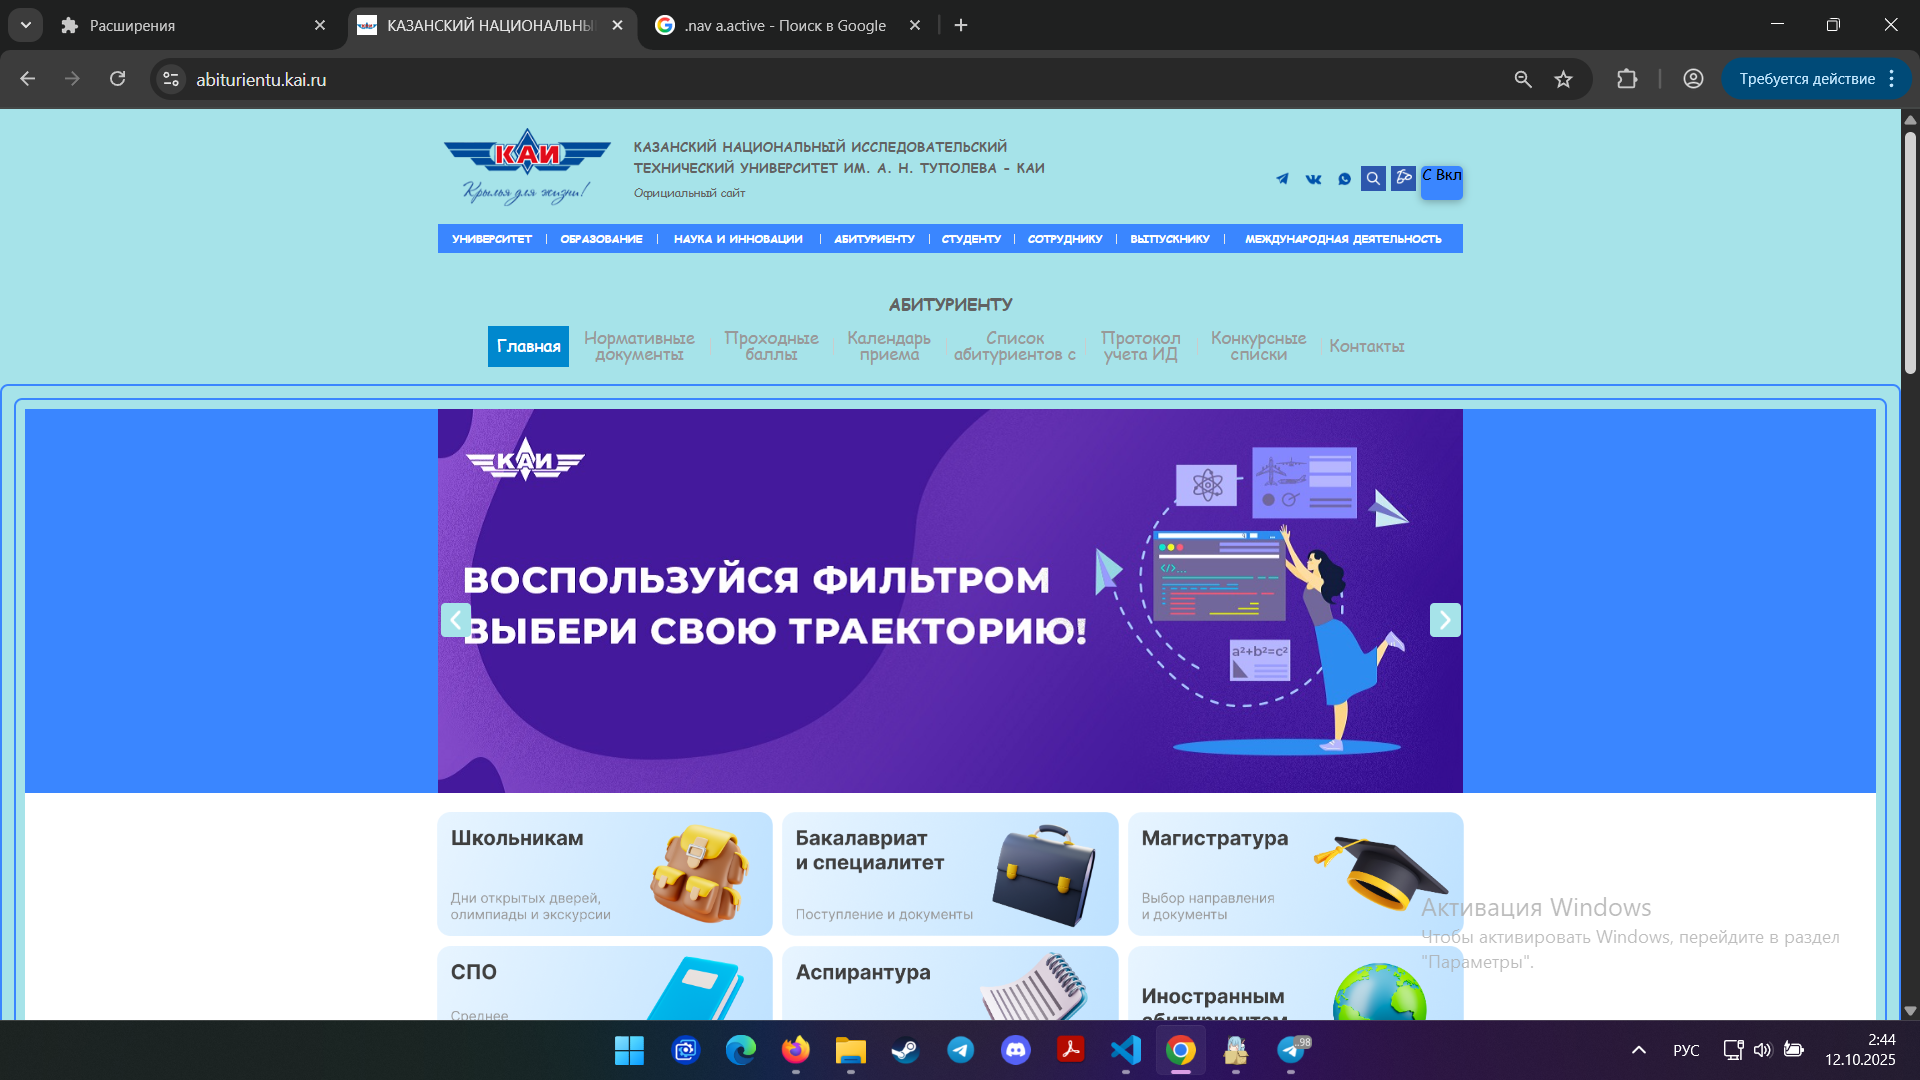 Расширения
КАЗАНСКИЙ НАЦИОНАЛЬНЫ
.nav a.active - Поиск в Google
abiturientu.kai.ru
Требуется действие
КАИ
Крылья для жизни!
КАЗАНСКИЙ НАЦИОНАЛЬНЫЙ ИССЛЕДОВАТЕЛЬСКИЙ
ТЕХНИЧЕСКИЙ УНИВЕРСИТЕТ ИМ. А. Н. ТУПОЛЕВА - КАИ
Официальный сайт
С Вкл
УНИВЕРСИТЕТ | ОБРАЗОВАНИЕ | НАУКА И ИННОВАЦИИ | АБИТУРИЕНТУ | СТУДЕНТУ | СОТРУДНИКУ | ВЫПУСКНИКУ | МЕЖДУНАРОДНАЯ ДЕЯТЕЛЬНОСТЬ
АБИТУРИЕНТУ
Главная
Нормативные
документы
Проходные
баллы
Календарь
приема
Список
абитуриентов с
Протокол
учета ИД
Конкурсные
списки
Контакты
КАИ
ВОСПОЛЬЗУЙСЯ ФИЛЬТРОМ
ВЫБЕРИ СВОЮ ТРАЕКТОРИЮ!
</>...
a²+b²=c²
Школьникам
Дни открытых дверей,
олимпиады и экскурсии
Бакалавриат
и специалитет
Поступление и документы
Магистратура
Выбор направления
и документы
СПО
Среднее
Аспирантура
Иностранным
абитуриентам
Активация Windows
Чтобы активировать Windows, перейдите в раздел
"Параметры".
98
РУС
2:44
12.10.2025